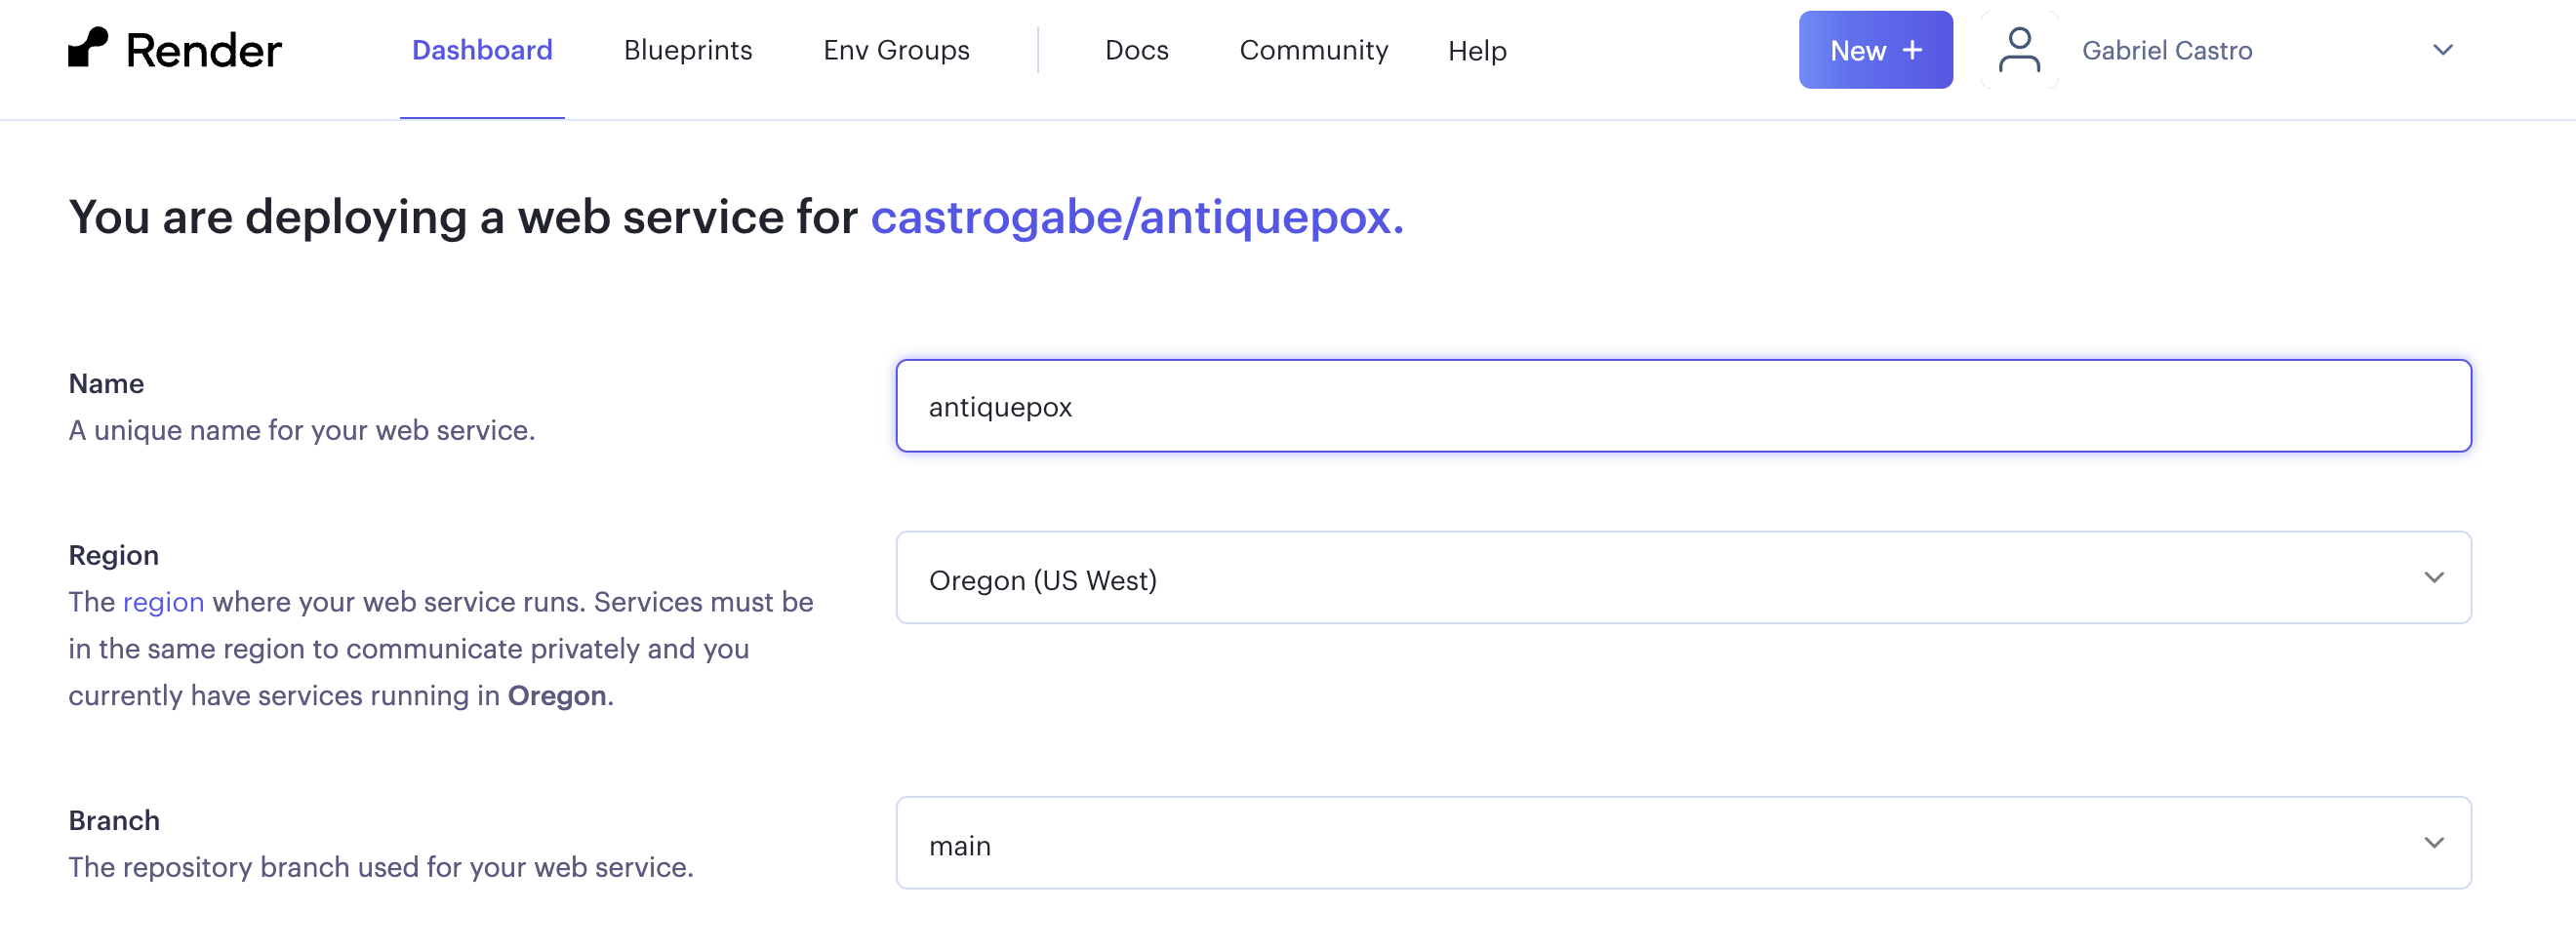 Render Dashboard Blueprints Env Groups Docs Community Help New + Gabriel Castro
You are deploying a web service for castrogabe/antiquepox.
Name
A unique name for your web service.
antiquepox
Region
The region where your web service runs. Services must be
in the same region to communicate privately and you
currently have services running in Oregon.
Oregon (US West)
Branch
The repository branch used for your web service.
main